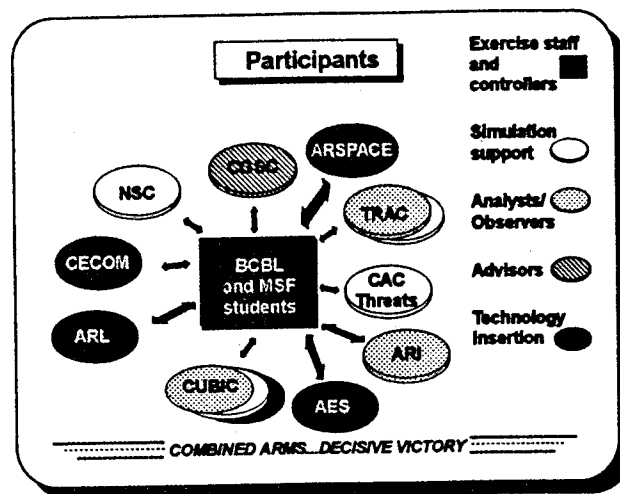 Participants
Exercise staff
and
controllers
Simulation
support
Analysts/
Observers
Advisors
Technology
Insertion
CGSC
ARSPACE
NSC
TRAC
CECOM
BCBL
and MSF
students
CAC
Threats
ARL
ARI
CUBIC
AES
COMBINED ARMS...DECISIVE VICTORY